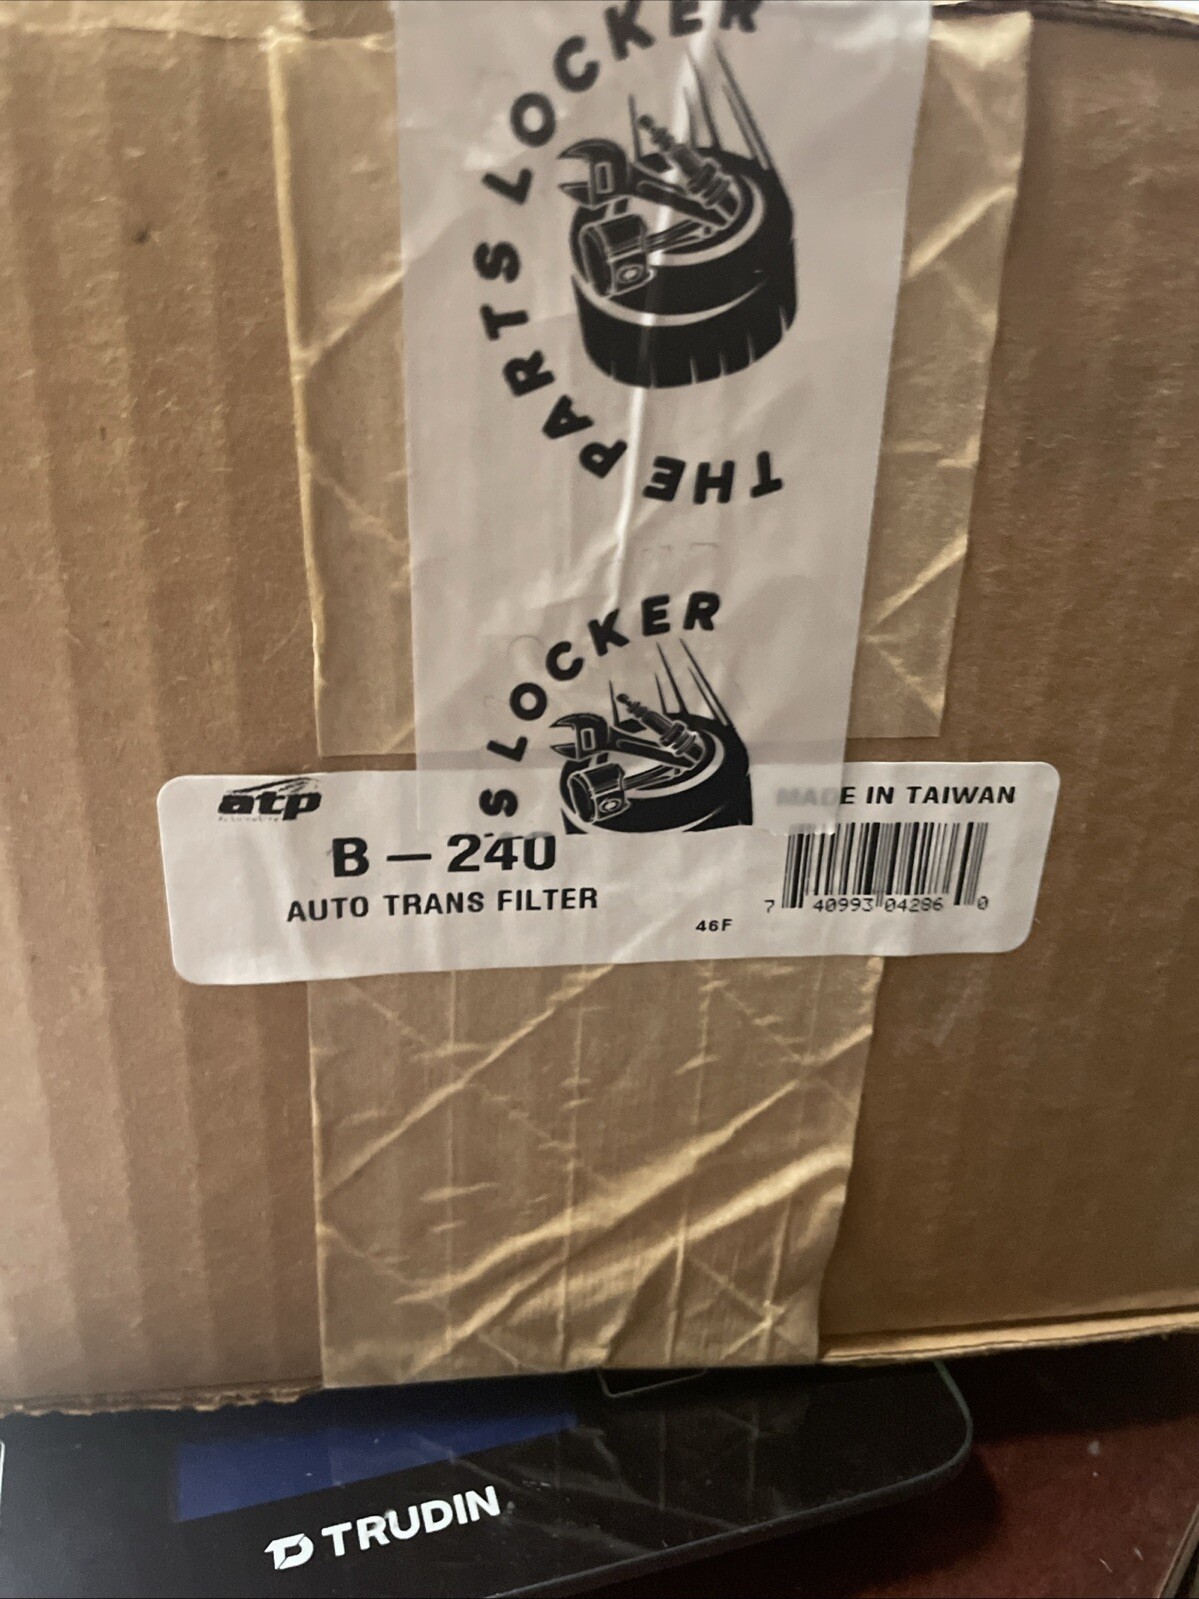 THE PARTS LOCKER
S LOCKER
atp
MADE IN TAIWAN
B — 240
AUTO TRANS FILTER
46F
7 40993 04286 0
TRUDIN